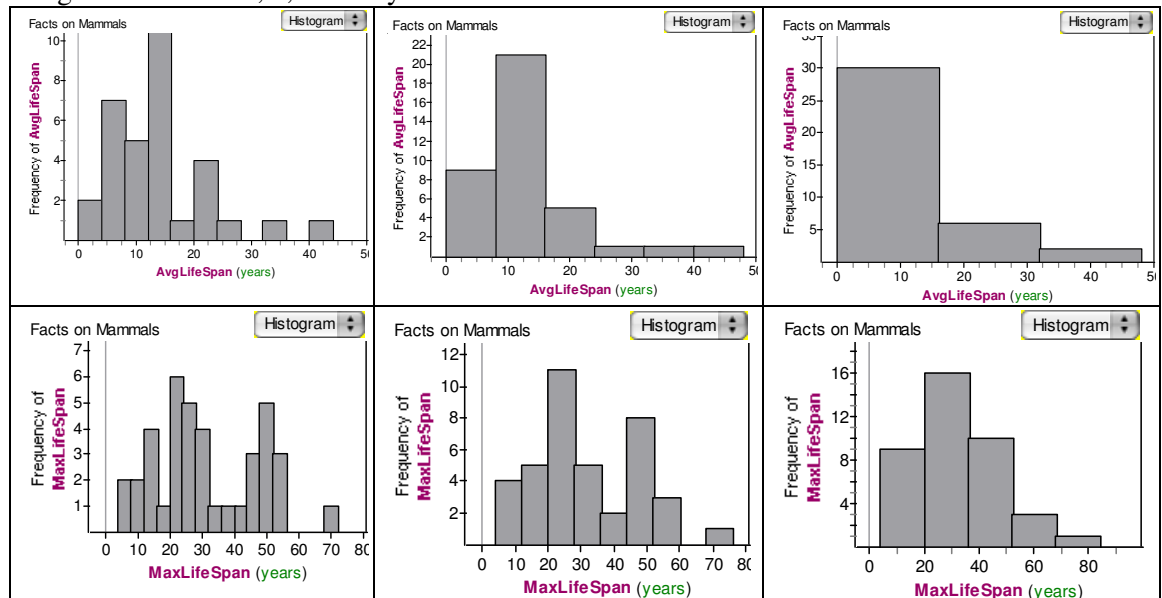 Facts on Mammals
Histogram
10
8
6
4
2
Frequency of AvgLifeSpan
0 10 20 30 40
AvgLifeSpan (years)
Facts on Mammals
Histogram
22
20
18
16
14
12
10
8
6
4
2
Frequency of AvgLifeSpan
0 10 20 30 40
AvgLifeSpan (years)
Facts on Mammals
Histogram
30
25
20
15
10
5
Frequency of AvgLifeSpan
0 10 20 30 40
AvgLifeSpan (years)
Facts on Mammals
Histogram
7
6
5
4
3
2
1
Frequency of
MaxLifeSpan
0 10 20 30 40 50 60 70
MaxLifeSpan (years)
Facts on Mammals
Histogram
12
10
8
6
4
2
Frequency of
MaxLifeSpan
0 10 20 30 40 50 60 70
MaxLifeSpan (years)
Facts on Mammals
Histogram
16
12
8
4
Frequency of
MaxLifeSpan
0 20 40 60 80
MaxLifeSpan (years)